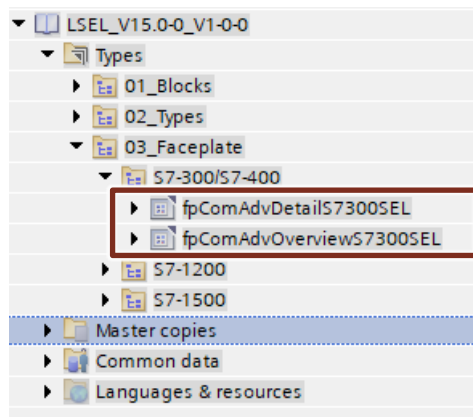 LSEL_V15.0-0_V1-0-0
Types
01_Blocks
02_Types
03_Faceplate
S7-300/S7-400
fpComAdvDetailS7300SEL
fpComAdvOverviewS7300SEL
S7-1200
S7-1500
Master copies
Common data
Languages & resources